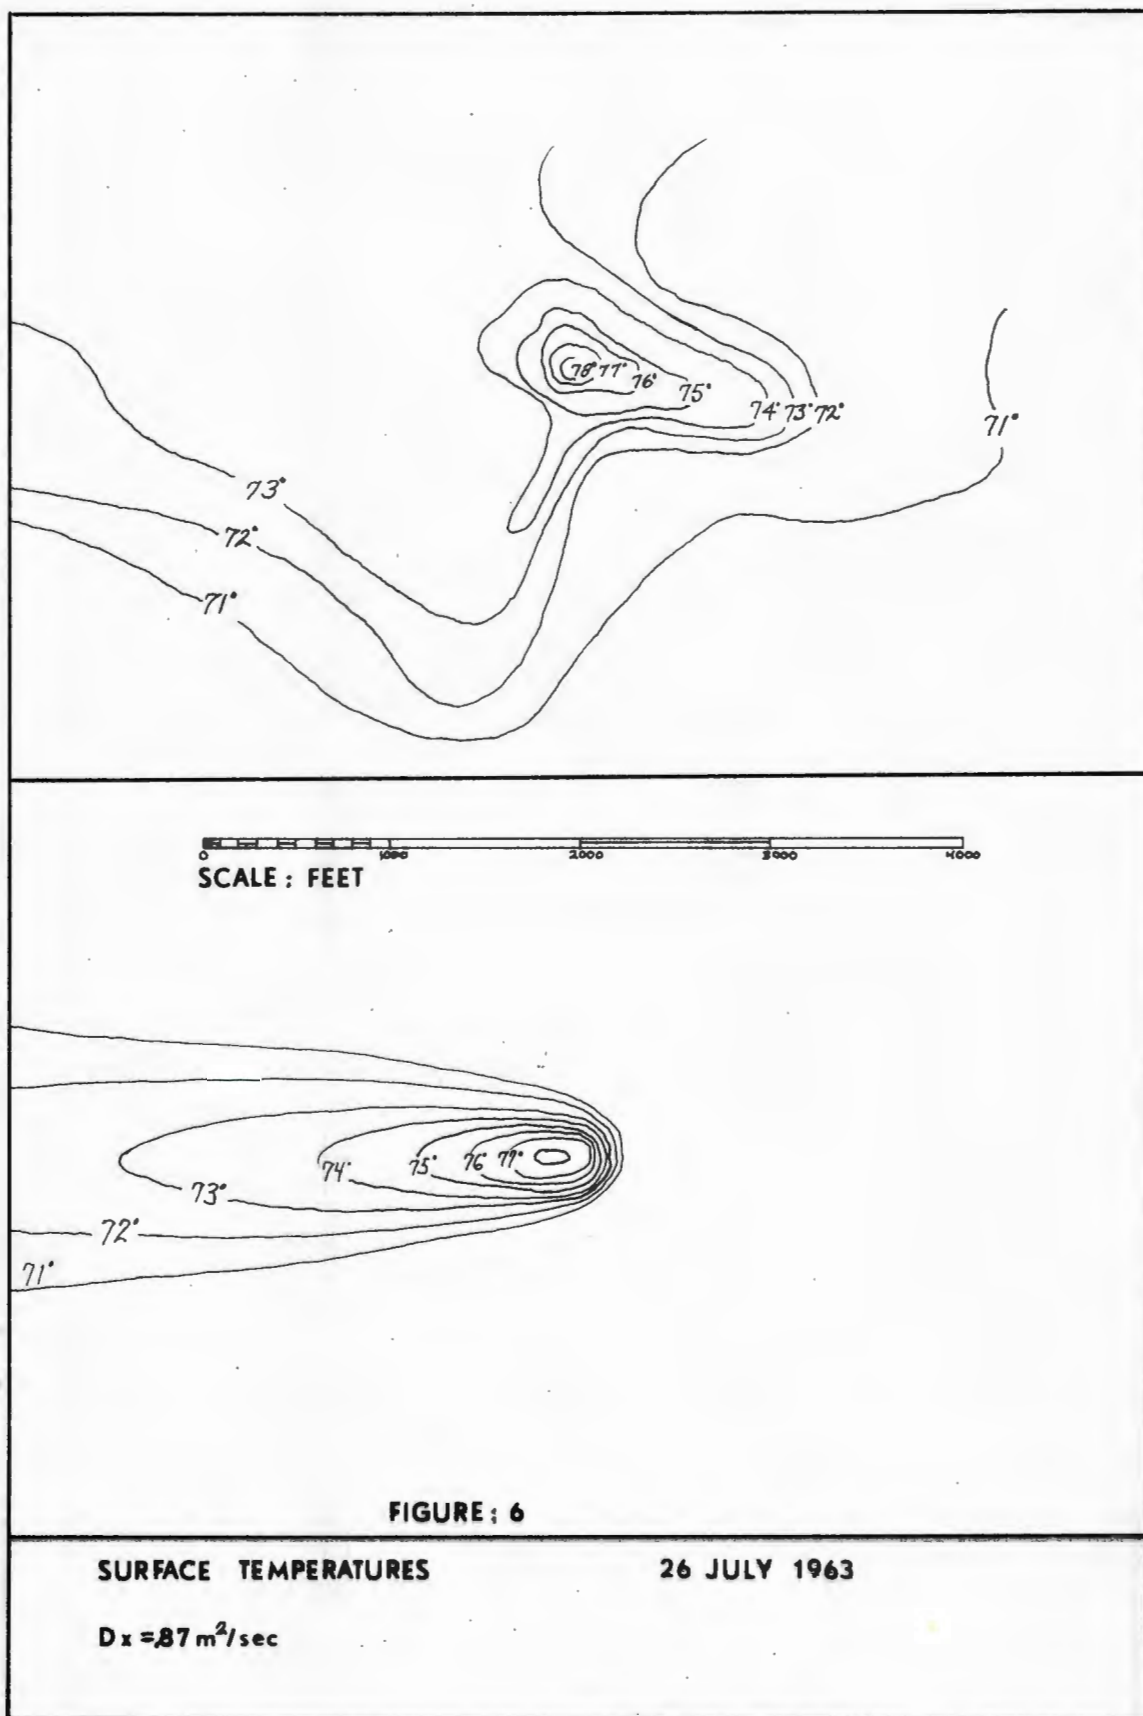 78° 77° 76° 75° 74° 73° 72° 71°
73°
72°
71°
0 1000 2000 3000 4000
SCALE: FEET
74° 75° 76° 77°
73°
72°
71°
FIGURE: 6
SURFACE TEMPERATURES 26 JULY 1963
Dx =.87 m²/sec